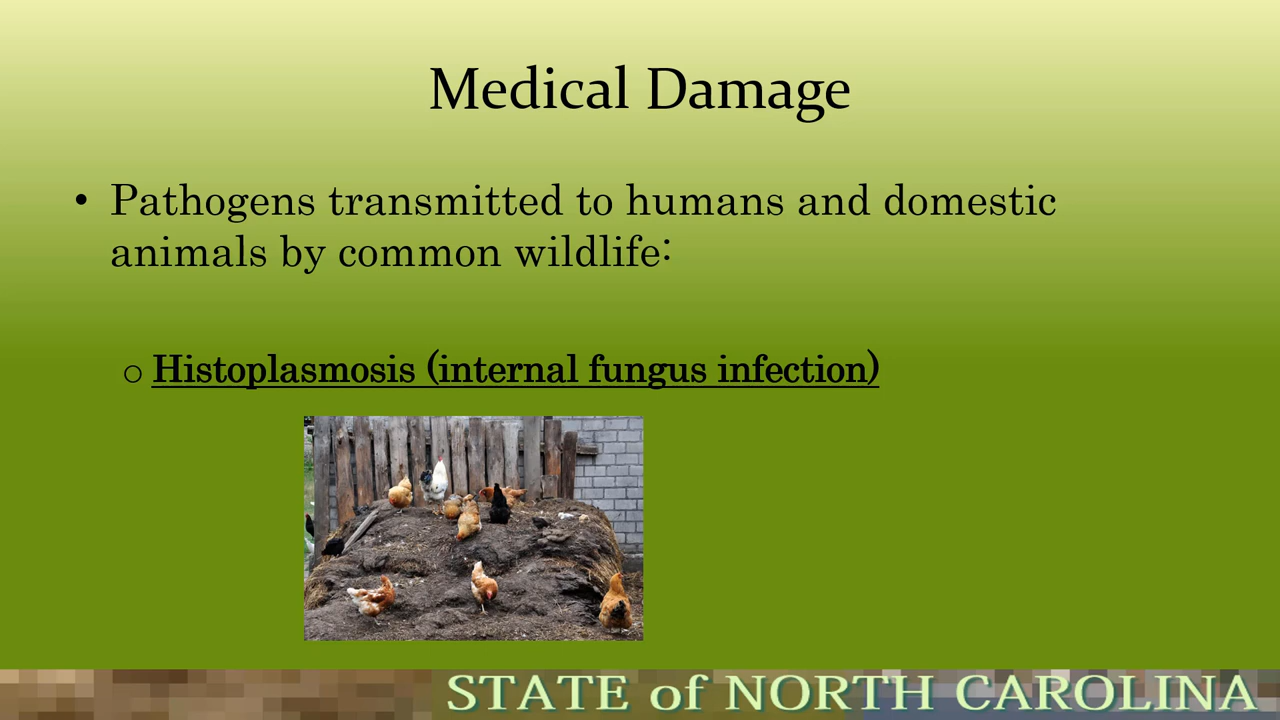 Medical Damage
• Pathogens transmitted to humans and domestic
animals by common wildlife:
o Histoplasmosis (internal fungus infection)
STATE of NORTH CAROLINA